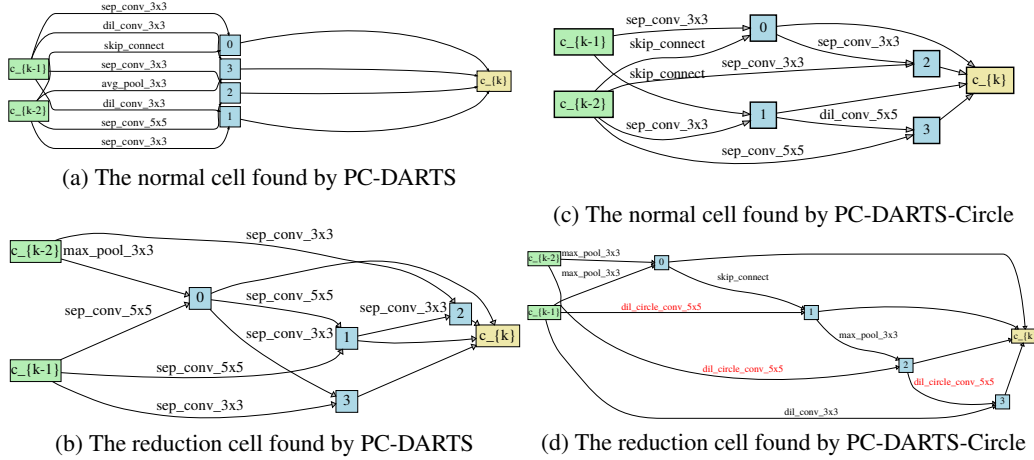 sep_conv_3x3
dil_conv_3x3
skip_connect
0
c_{k-1}
sep_conv_3x3
3
c_{k}
avg_pool_3x3
2
c_{k-2}
dil_conv_3x3
sep_conv_5x5
1
sep_conv_3x3
(a) The normal cell found by PC-DARTS
sep_conv_3x3
c_{k-1}
0
skip_connect
sep_conv_3x3
sep_conv_3x3
2
skip_connect
c_{k}
c_{k-2}
1
dil_conv_5x5
sep_conv_3x3
3
sep_conv_5x5
(c) The normal cell found by PC-DARTS-Circle
sep_conv_3x3
c_{k-2}
max_pool_3x3
0
sep_conv_5x5
sep_conv_5x5
sep_conv_3x3
2
sep_conv_3x3
1
c_{k}
c_{k-1}
sep_conv_5x5
sep_conv_3x3
3
(b) The reduction cell found by PC-DARTS
c_{k-2}
max_pool_3x3
0
max_pool_3x3
skip_connect
c_{k-1}
dil_circle_conv_5x5
1
max_pool_3x3
c_{k
2
dil_circle_conv_5x5
dil_circle_conv_5x5
3
dil_conv_3x3
(d) The reduction cell found by PC-DARTS-Circle